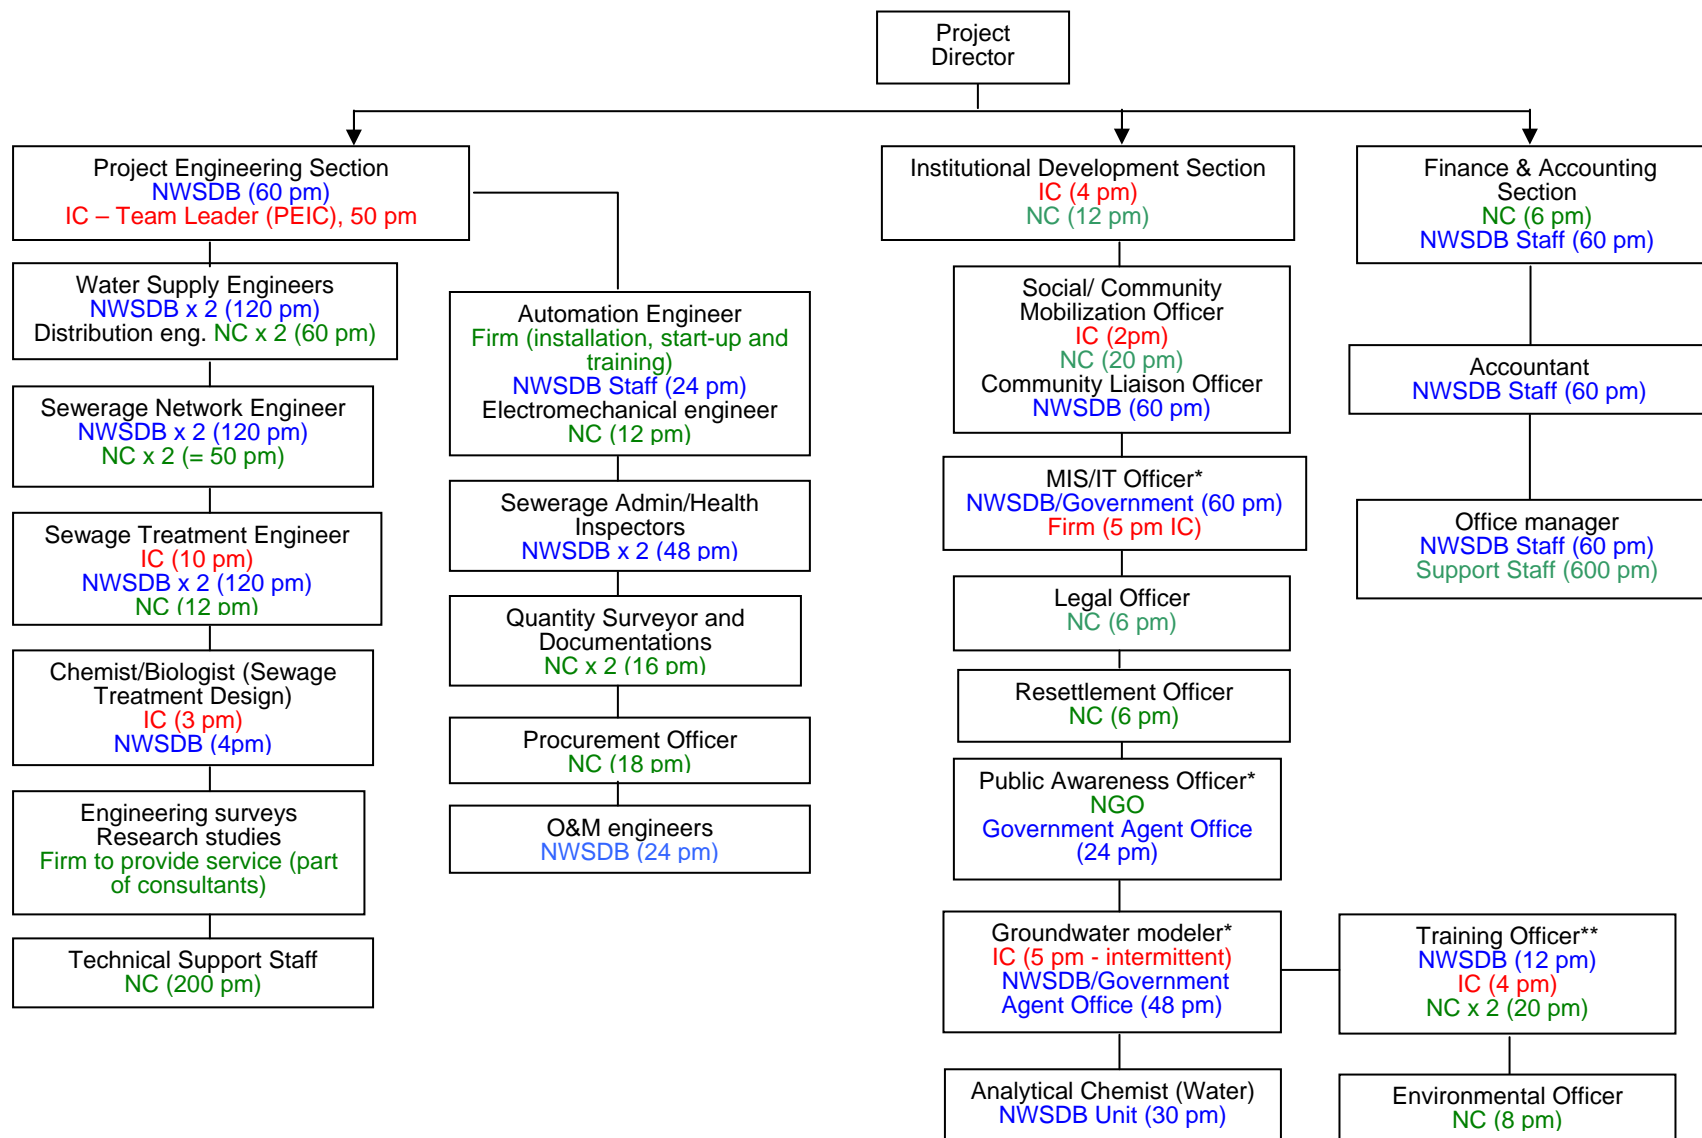 Project
Director
Project Engineering Section
NWSDB (60 pm)
IC – Team Leader (PEIC), 50 pm
Water Supply Engineers
NWSDB x 2 (120 pm)
Distribution eng. NC x 2 (60 pm)
Sewerage Network Engineer
NWSDB x 2 (120 pm)
NC x 2 (= 50 pm)
Sewage Treatment Engineer
IC (10 pm)
NWSDB x 2 (120 pm)
NC (12 pm)
Chemist/Biologist (Sewage
Treatment Design)
IC (3 pm)
NWSDB (4pm)
Engineering surveys
Research studies
Firm to provide service (part
of consultants)
Technical Support Staff
NC (200 pm)
Automation Engineer
Firm (installation, start-up and
training)
NWSDB Staff (24 pm)
Electromechanical engineer
NC (12 pm)
Sewerage Admin/Health
Inspectors
NWSDB x 2 (48 pm)
Quantity Surveyor and
Documentations
NC x 2 (16 pm)
Procurement Officer
NC (18 pm)
O&M engineers
NWSDB (24 pm)
Institutional Development Section
IC (4 pm)
NC (12 pm)
Social/ Community
Mobilization Officer
IC (2pm)
NC (20 pm)
Community Liaison Officer
NWSDB (60 pm)
MIS/IT Officer*
NWSDB/Government (60 pm)
Firm (5 pm IC)
Legal Officer
NC (6 pm)
Resettlement Officer
NC (6 pm)
Public Awareness Officer*
NGO
Government Agent Office
(24 pm)
Groundwater modeler*
IC (5 pm - intermittent)
NWSDB/Government
Agent Office (48 pm)
Analytical Chemist (Water)
NWSDB Unit (30 pm)
Training Officer**
NWSDB (12 pm)
IC (4 pm)
NC x 2 (20 pm)
Environmental Officer
NC (8 pm)
Finance & Accounting
Section
NC (6 pm)
NWSDB Staff (60 pm)
Accountant
NWSDB Staff (60 pm)
Office manager
NWSDB Staff (60 pm)
Support Staff (600 pm)